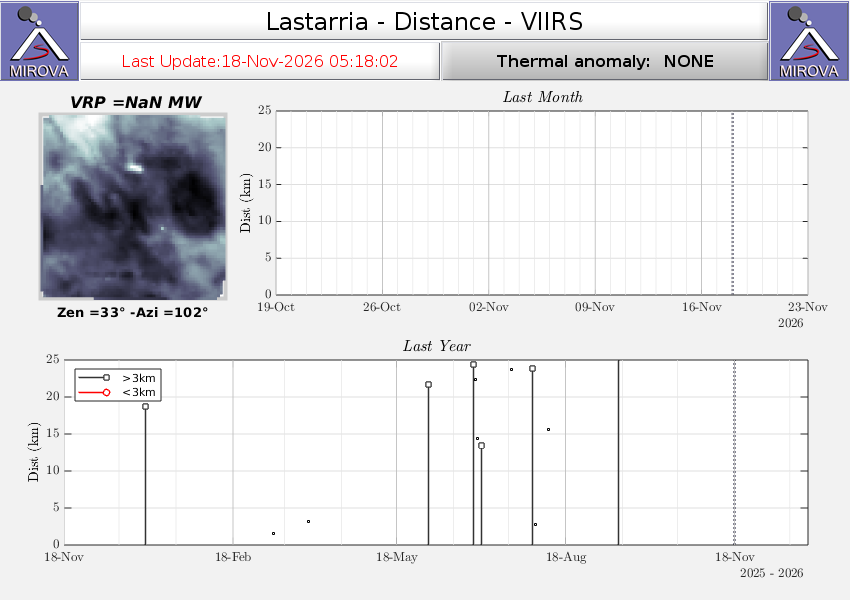 Lastarria - Distance - VIIRS
MIROVA
Last Update:18-Nov-2026 05:18:02
Thermal anomaly: NONE
MIROVA
VRP =NaN MW
Zen =33° -Azi =102°
Last Month
Dist (km)
25
20
15
10
5
0
19-Oct 26-Oct 02-Nov 09-Nov 16-Nov 23-Nov
2026
Last Year
Dist (km)
25
20
15
10
5
0
>3km
<3km
18-Nov 18-Feb 18-May 18-Aug 18-Nov
2025 - 2026